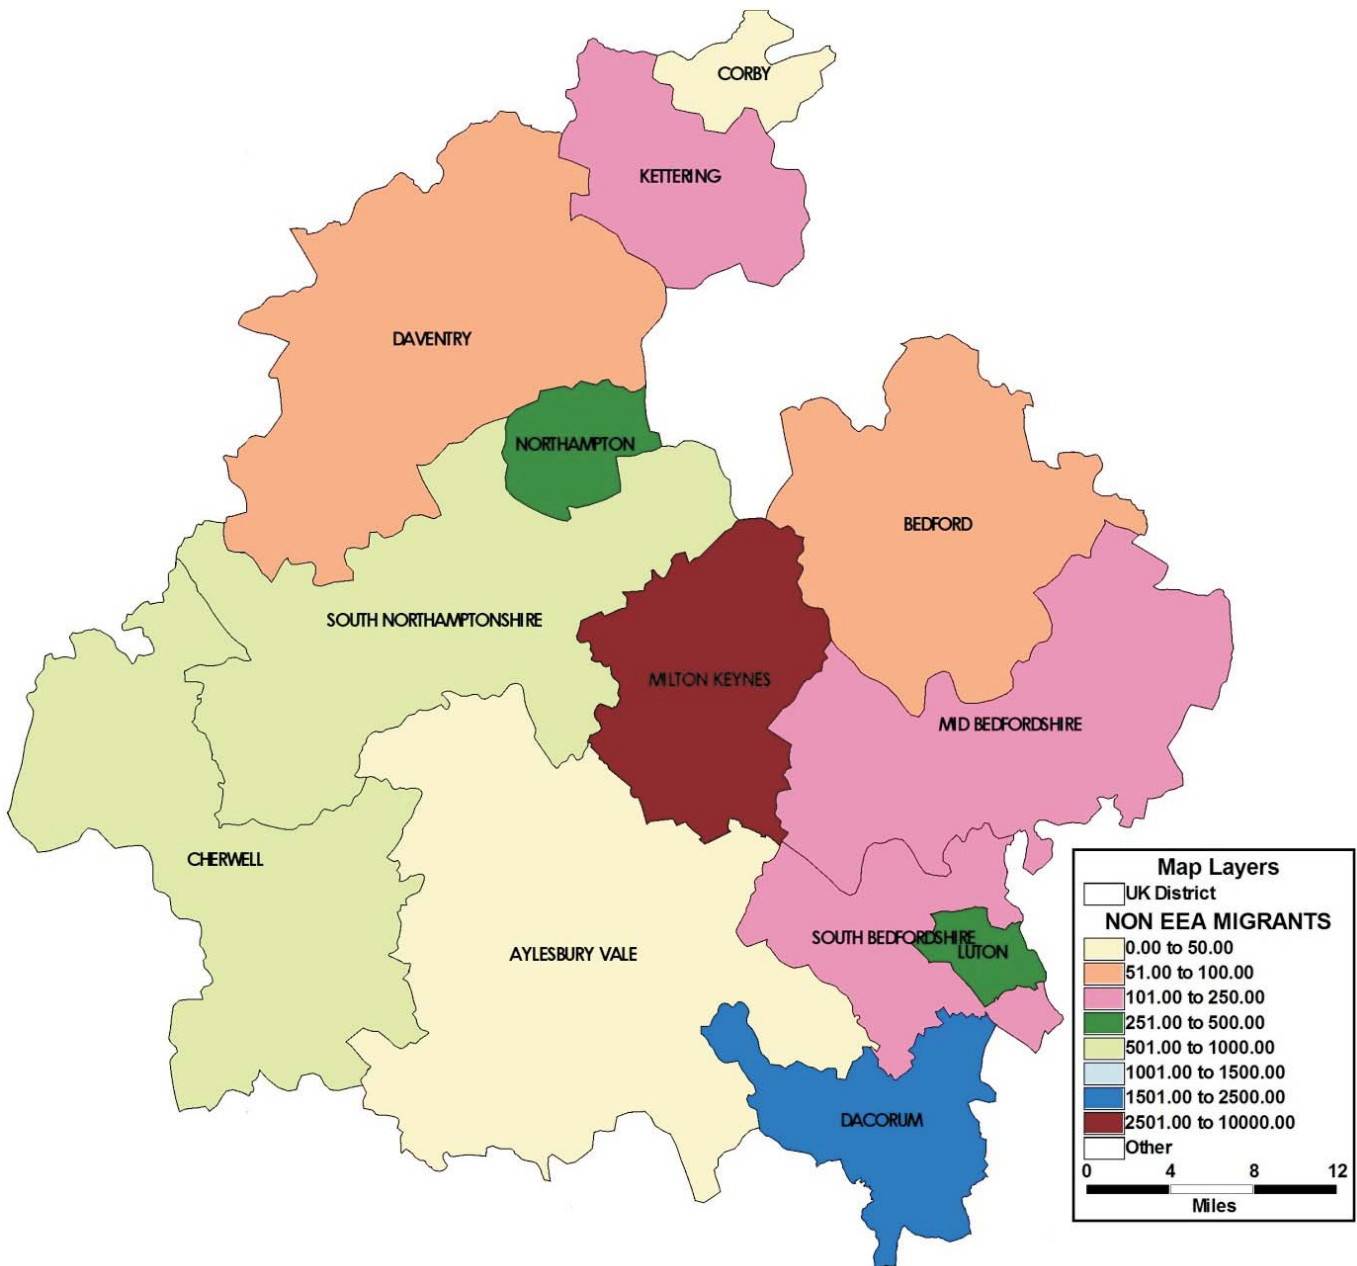 CORBY
KETTERING
DAVENTRY
NORTHAMPTON
BEDFORD
SOUTH NORTHAMPTONSHIRE
MILTON KEYNES
MID BEDFORDSHIRE
CHERWELL
AYLESBURY VALE
SOUTH BEDFORDSHIRE
LUTON
DACORUM
Map Layers
UK District
NON EEA MIGRANTS
0.00 to 50.00
51.00 to 100.00
101.00 to 250.00
251.00 to 500.00
501.00 to 1000.00
1001.00 to 1500.00
1501.00 to 2500.00
2501.00 to 10000.00
Other
0 4 8 12
Miles